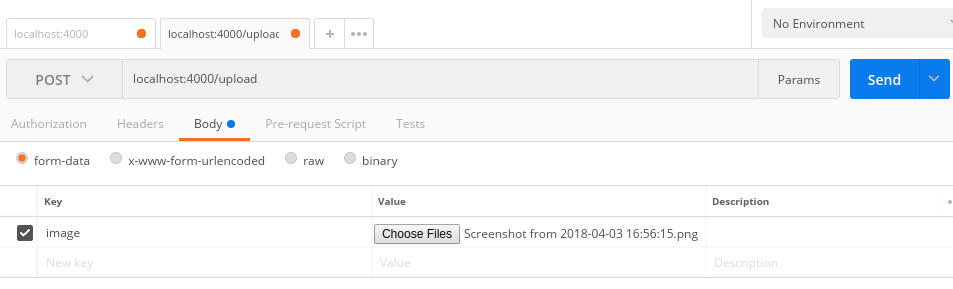 localhost:4000 localhost:4000/upload + ••• No Environment
POST localhost:4000/upload Params Send
Authorization Headers Body Pre-request Script Tests
form-data x-www-form-urlencoded raw binary
Key Value Description
image Choose Files Screenshot from 2018-04-03 16:56:15.png
New key Value Description